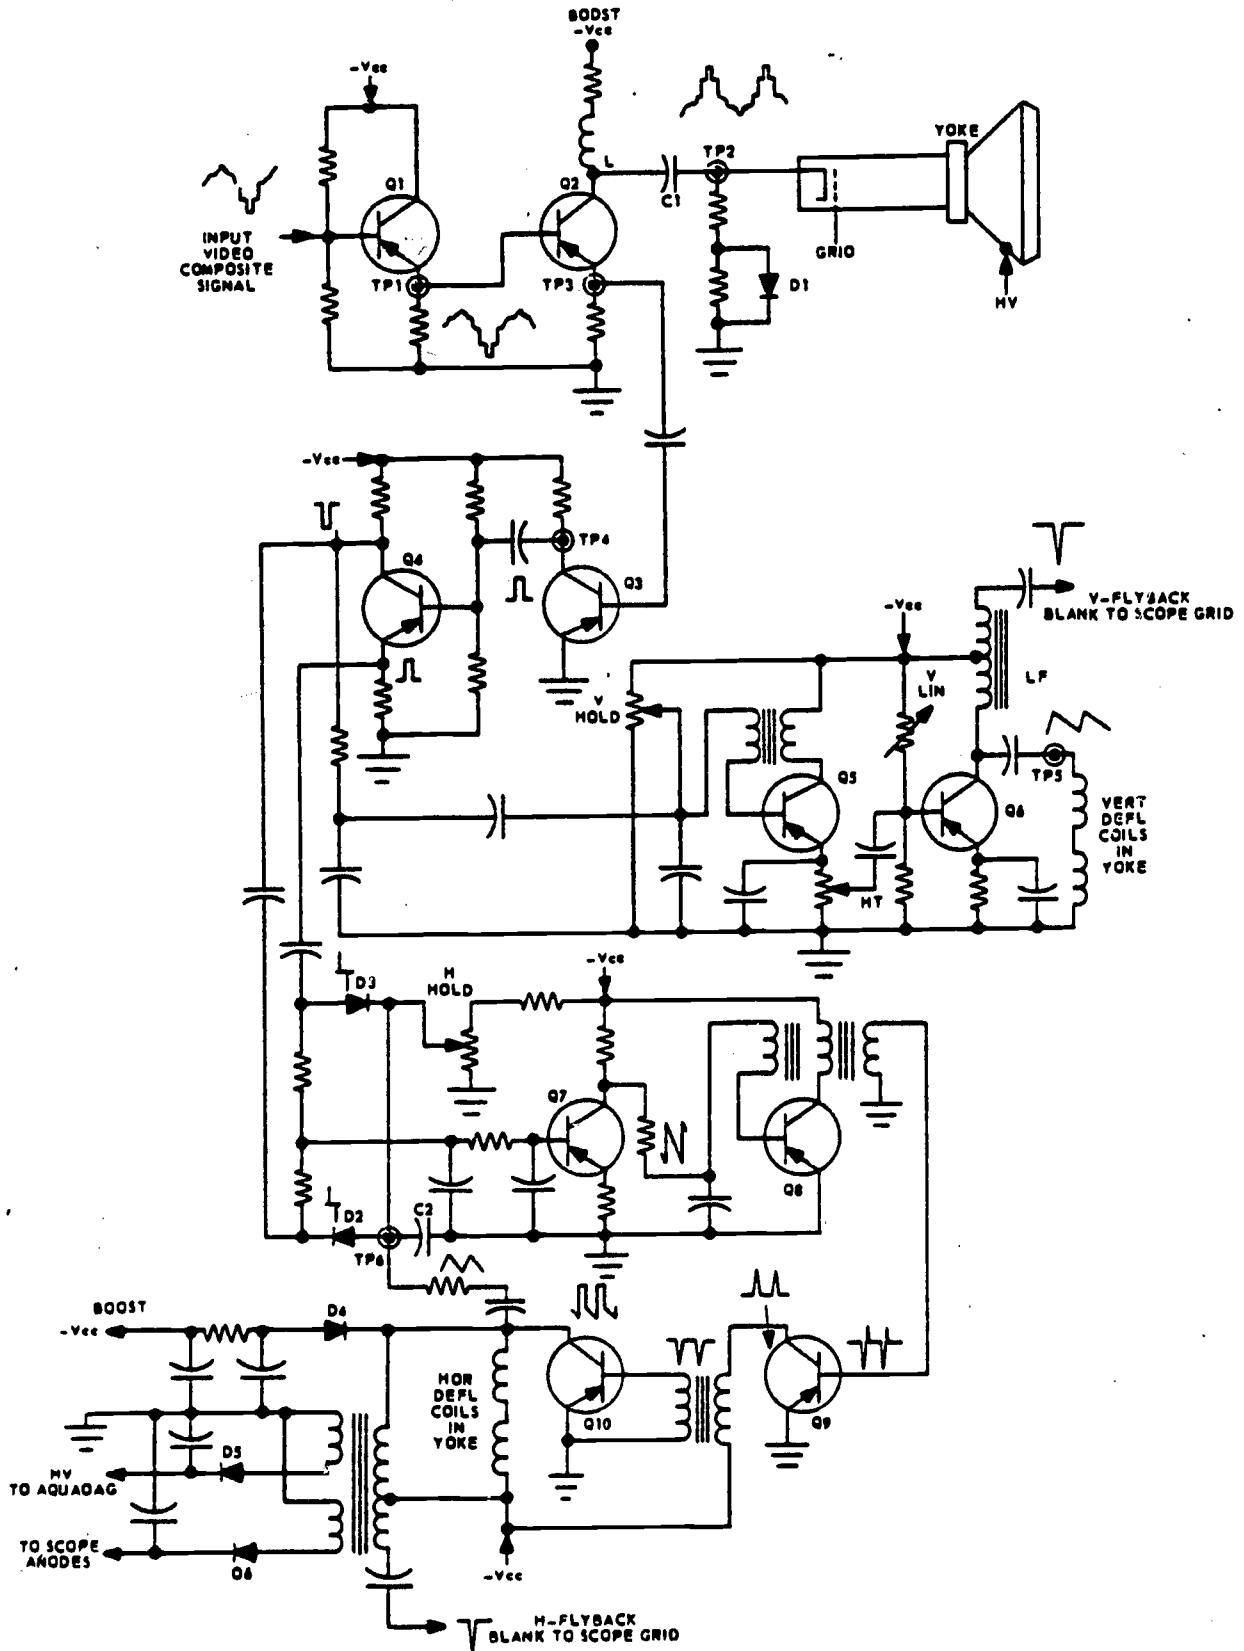 BOOST
-Vcc
-Vcc
YOKE
TP2
L
Q1
Q2
C1
INPUT
VIDEO
COMPOSITE
SIGNAL
GRID
TP1
TP3
D1
HV
-Vcc
TP4
Q4
Q3
-Vcc
V-FLYBACK
BLANK TO SCOPE GRID
V
HOLD
V
LIN
LF
Q5
TP5
Q6
VERT
DEFL
COILS
IN
YOKE
HT
D3
H
HOLD
-Vcc
Q7
Q8
D2
C2
TP6
BOOST
-Vcc
D4
HOR
DEFL
COILS
IN
YOKE
Q10
Q9
D5
HV
TO AQUADAG
TO SCOPE
ANODES
D6
-Vcc
H-FLYBACK
BLANK TO SCOPE GRID